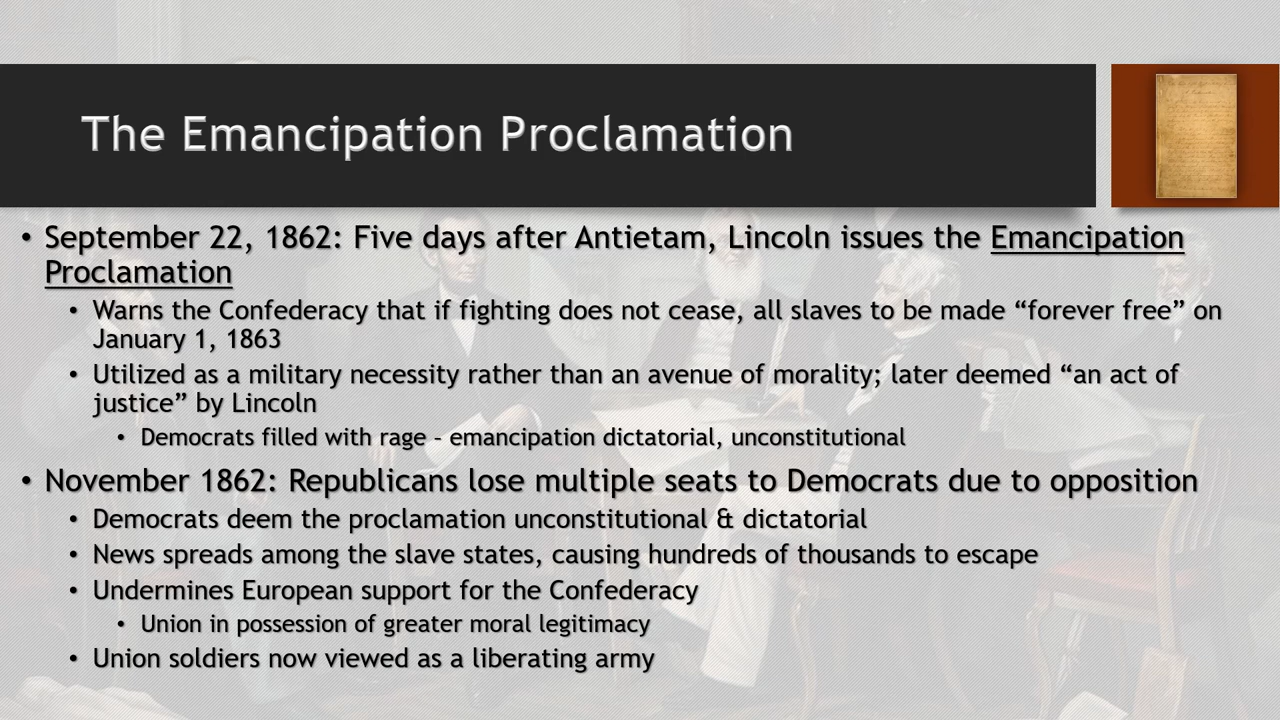 The Emancipation Proclamation
• September 22, 1862: Five days after Antietam, Lincoln issues the Emancipation
Proclamation
• Warns the Confederacy that if fighting does not cease, all slaves to be made “forever free” on
January 1, 1863
• Utilized as a military necessity rather than an avenue of morality; later deemed “an act of
justice” by Lincoln
• Democrats filled with rage – emancipation dictatorial, unconstitutional
• November 1862: Republicans lose multiple seats to Democrats due to opposition
• Democrats deem the proclamation unconstitutional & dictatorial
• News spreads among the slave states, causing hundreds of thousands to escape
• Undermines European support for the Confederacy
• Union in possession of greater moral legitimacy
• Union soldiers now viewed as a liberating army